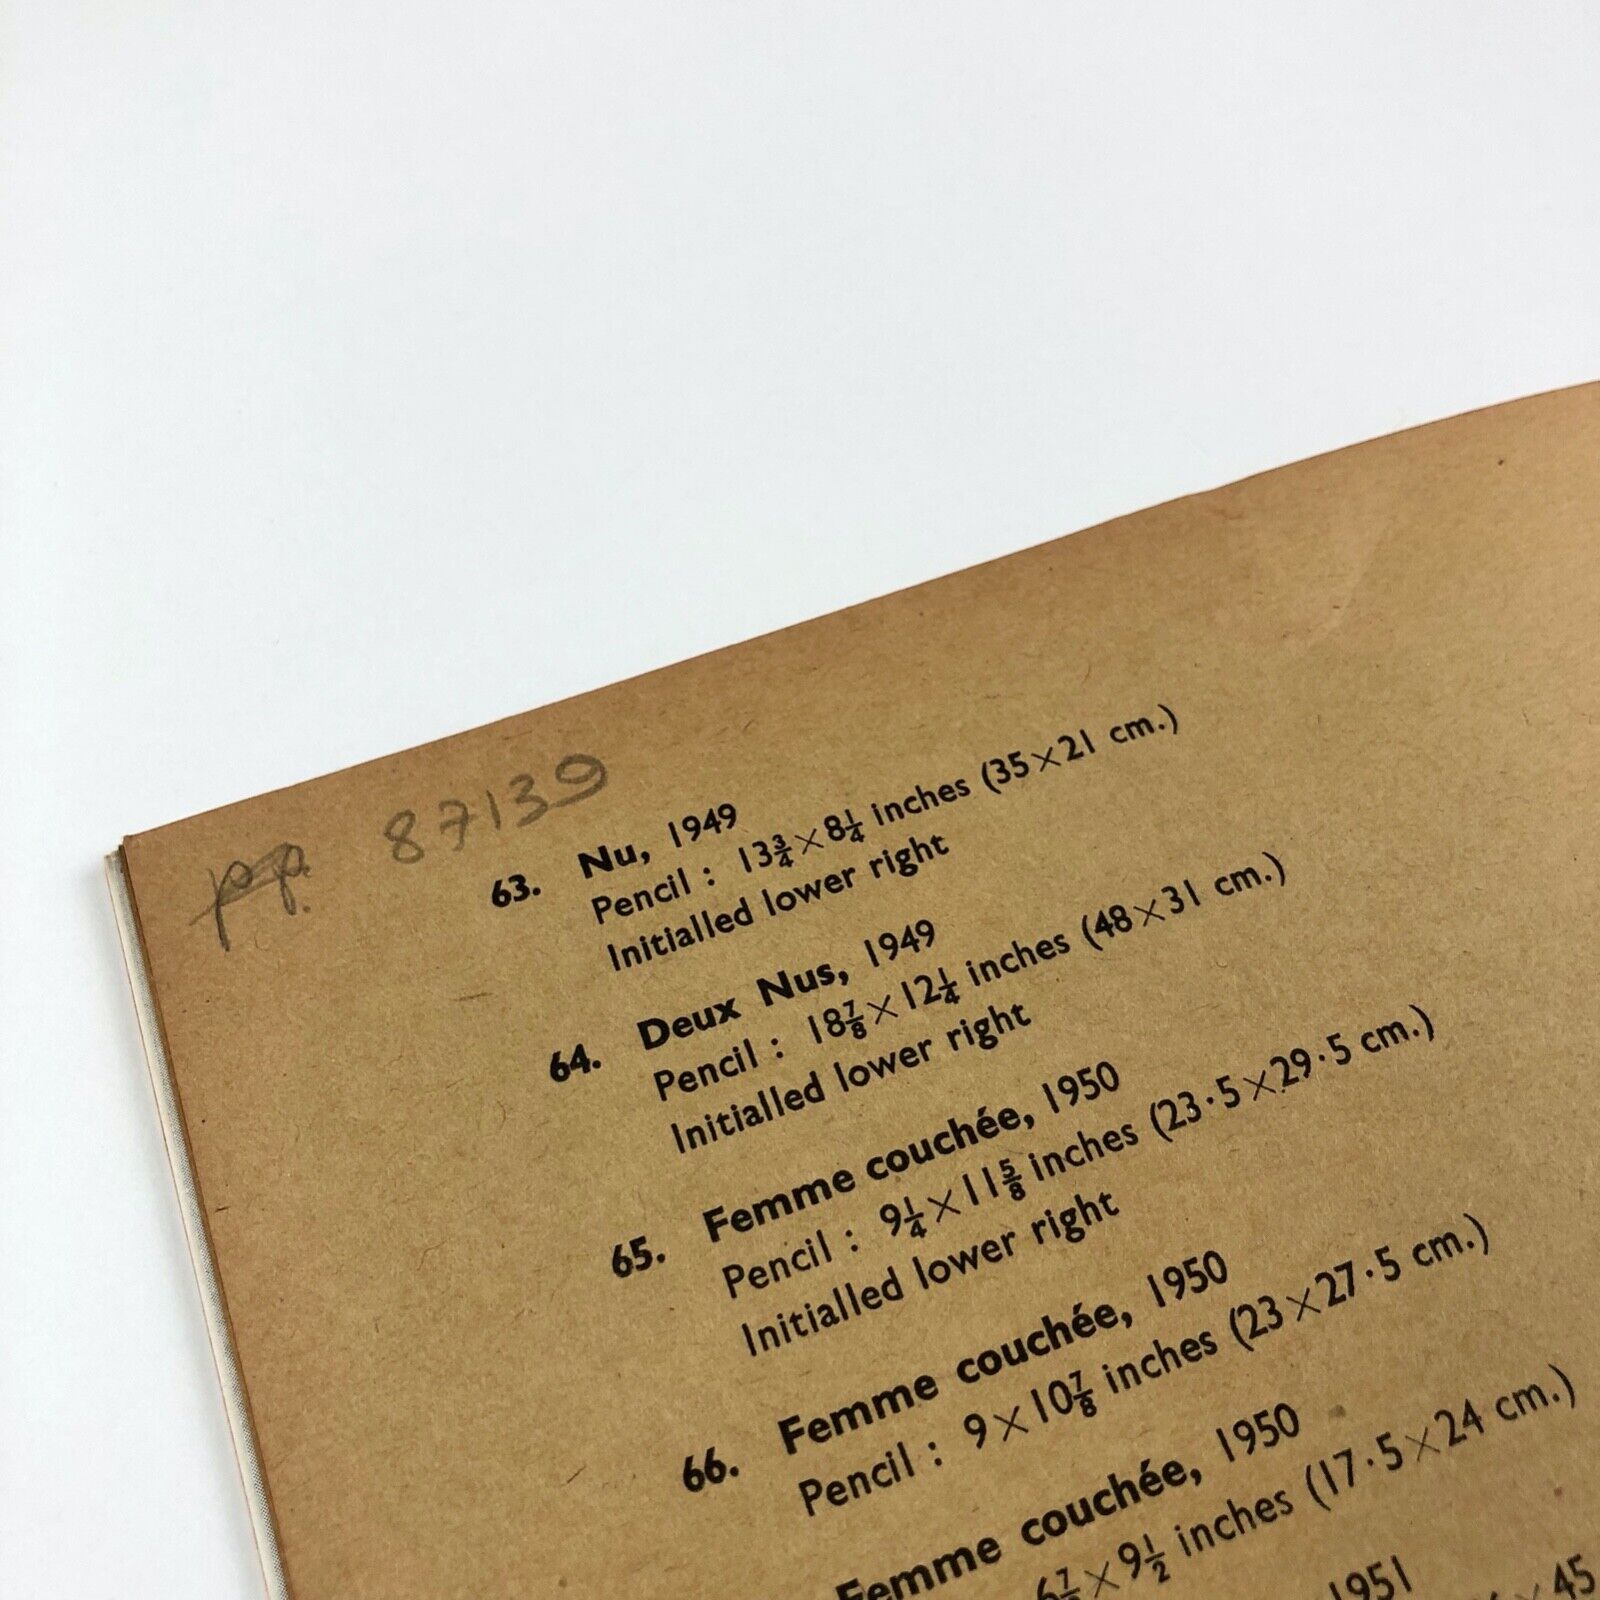 pp. 87139
63. Nu, 1949
Pencil : 13¾ × 8¼ inches (35 × 21 cm.)
Initialled lower right
64. Deux Nus, 1949
Pencil : 18⅞ × 12¼ inches (48 × 31 cm.)
Initialled lower right
65. Femme couchée, 1950
Pencil : 9¼ × 11⅝ inches (23·5 × 29·5 cm.)
Initialled lower right
66. Femme couchée, 1950
Pencil : 9 × 10⅞ inches (23 × 27·5 cm.)
Femme couchée, 1950
6⅞ × 9½ inches (17·5 × 24 cm.)
1951
× 45